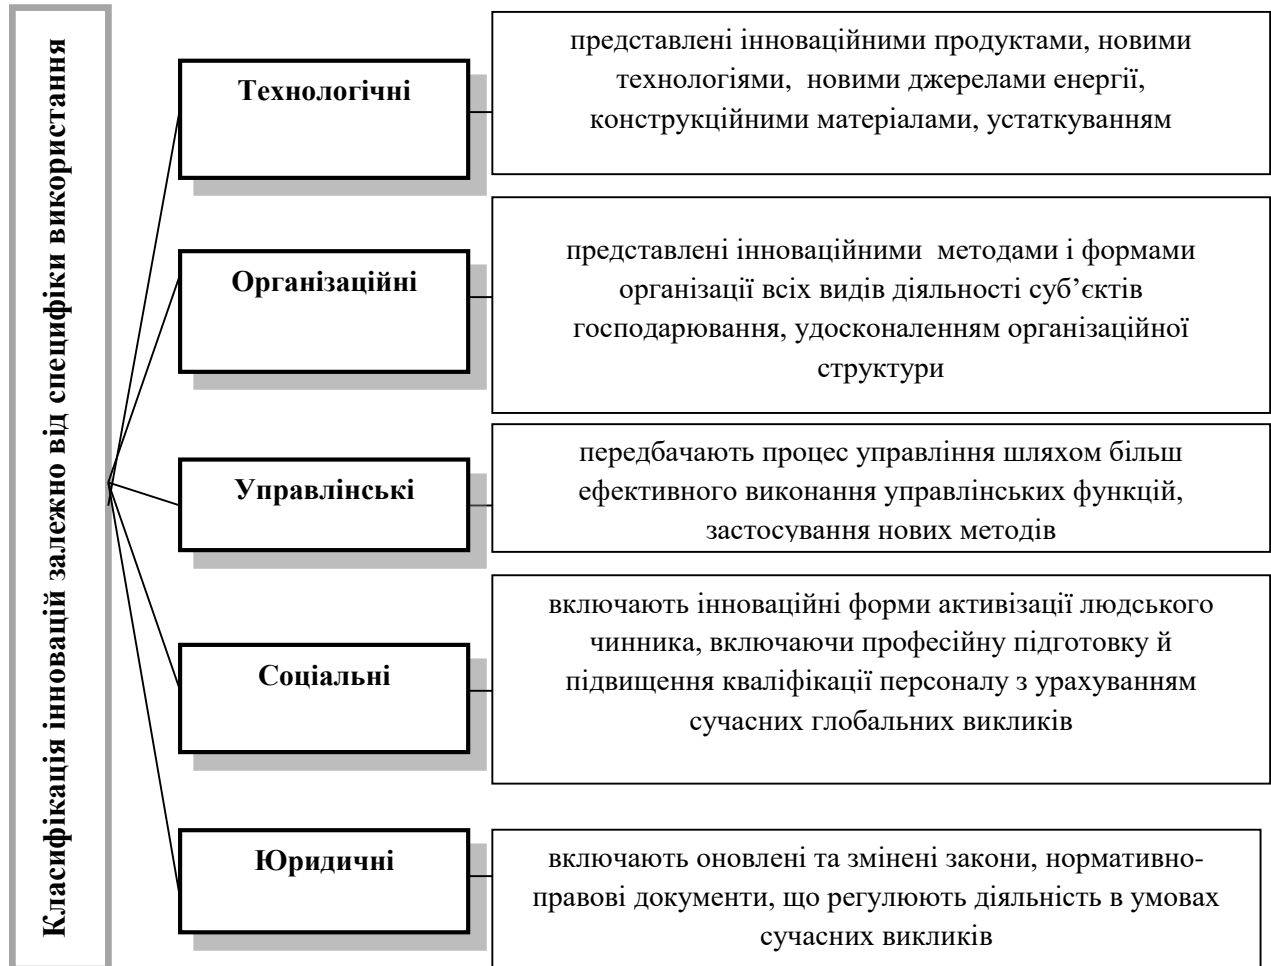 Класифікація інновацій залежно від специфіки використання
Технологічні
представлені інноваційними продуктами, новими
технологіями, новими джерелами енергії,
конструкційними матеріалами, устаткуванням
Організаційні
представлені інноваційними методами і формами
організації всіх видів діяльності суб’єктів
господарювання, удосконаленням організаційної
структури
Управлінські
передбачають процес управління шляхом більш
ефективного виконання управлінських функцій,
застосування нових методів
Соціальні
включають інноваційні форми активізації людського
чинника, включаючи професійну підготовку й
підвищення кваліфікації персоналу з урахуванням
сучасних глобальних викликів
Юридичні
включають оновлені та змінені закони, нормативно-
правові документи, що регулюють діяльність в умовах
сучасних викликів